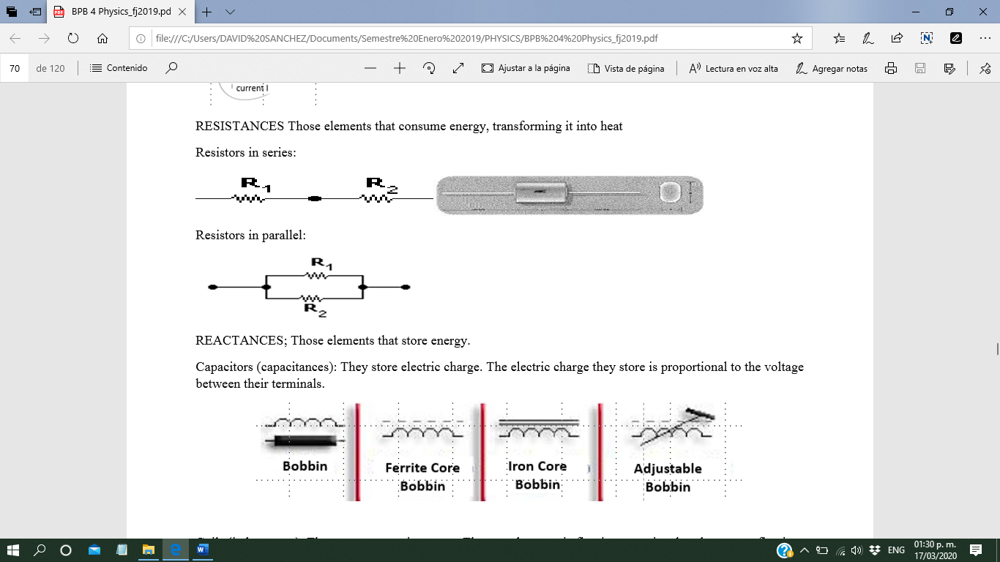 BPB 4 Physics_fj2019.pd
file:///C:/Users/DAVID%20SANCHEZ/Documents/Semestre%20Enero%202019/PHYSICS/BPB%204%20Physics_fj2019.pdf
70 de 120 Contenido Ajustar a la página Vista de página Lectura en voz alta Agregar notas
current I
RESISTANCES Those elements that consume energy, transforming it into heat
Resistors in series:
R1 R2
Resistors in parallel:
R1
R2
REACTANCES; Those elements that store energy.
Capacitors (capacitances): They store electric charge. The electric charge they store is proportional to the voltage
between their terminals.
Bobbin
Ferrite Core
Bobbin
Iron Core
Bobbin
Adjustable
Bobbin
ENG
01:30 p. m.
17/03/2020